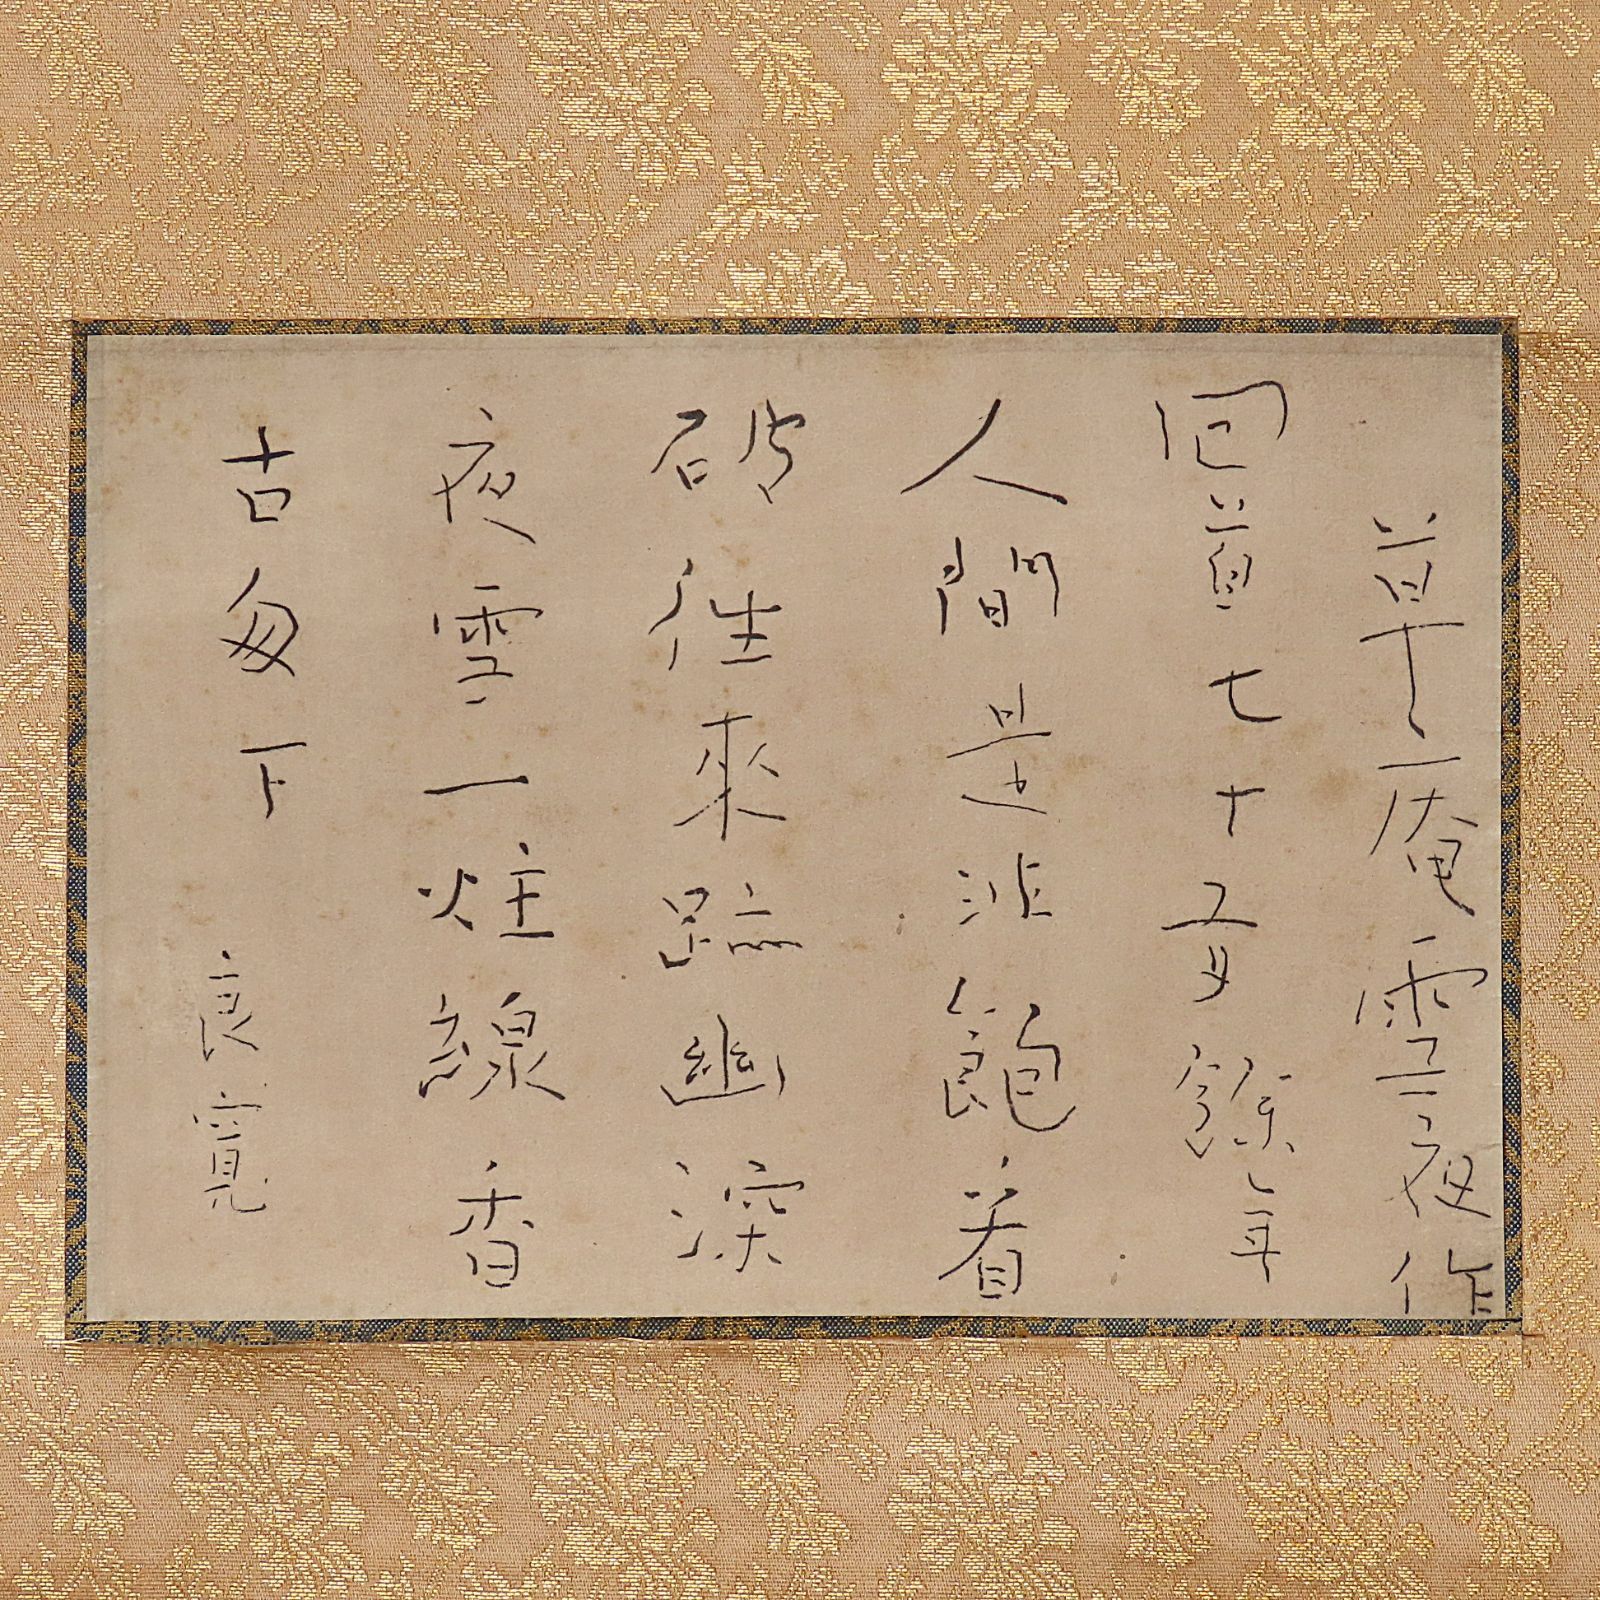 草庵雪夜作
回首七十有餘年
人間是非飽看
破往來跡幽深
夜雪一炷線香
古匆下 良寛